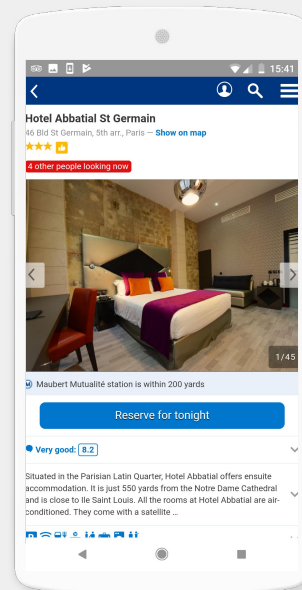 15:41
Hotel Abbatial St Germain
46 Bld St Germain, 5th arr., Paris — Show on map
4 other people looking now
1/45
M Maubert Mutualité station is within 200 yards
Reserve for tonight
Very good: 8.2
Situated in the Parisian Latin Quarter, Hotel Abbatial offers ensuite
accommodation. It is just 550 yards from the Notre Dame Cathedral
and is close to Ile Saint Louis. All the rooms at Hotel Abbatial are air-
conditioned. They come with a satellite ...